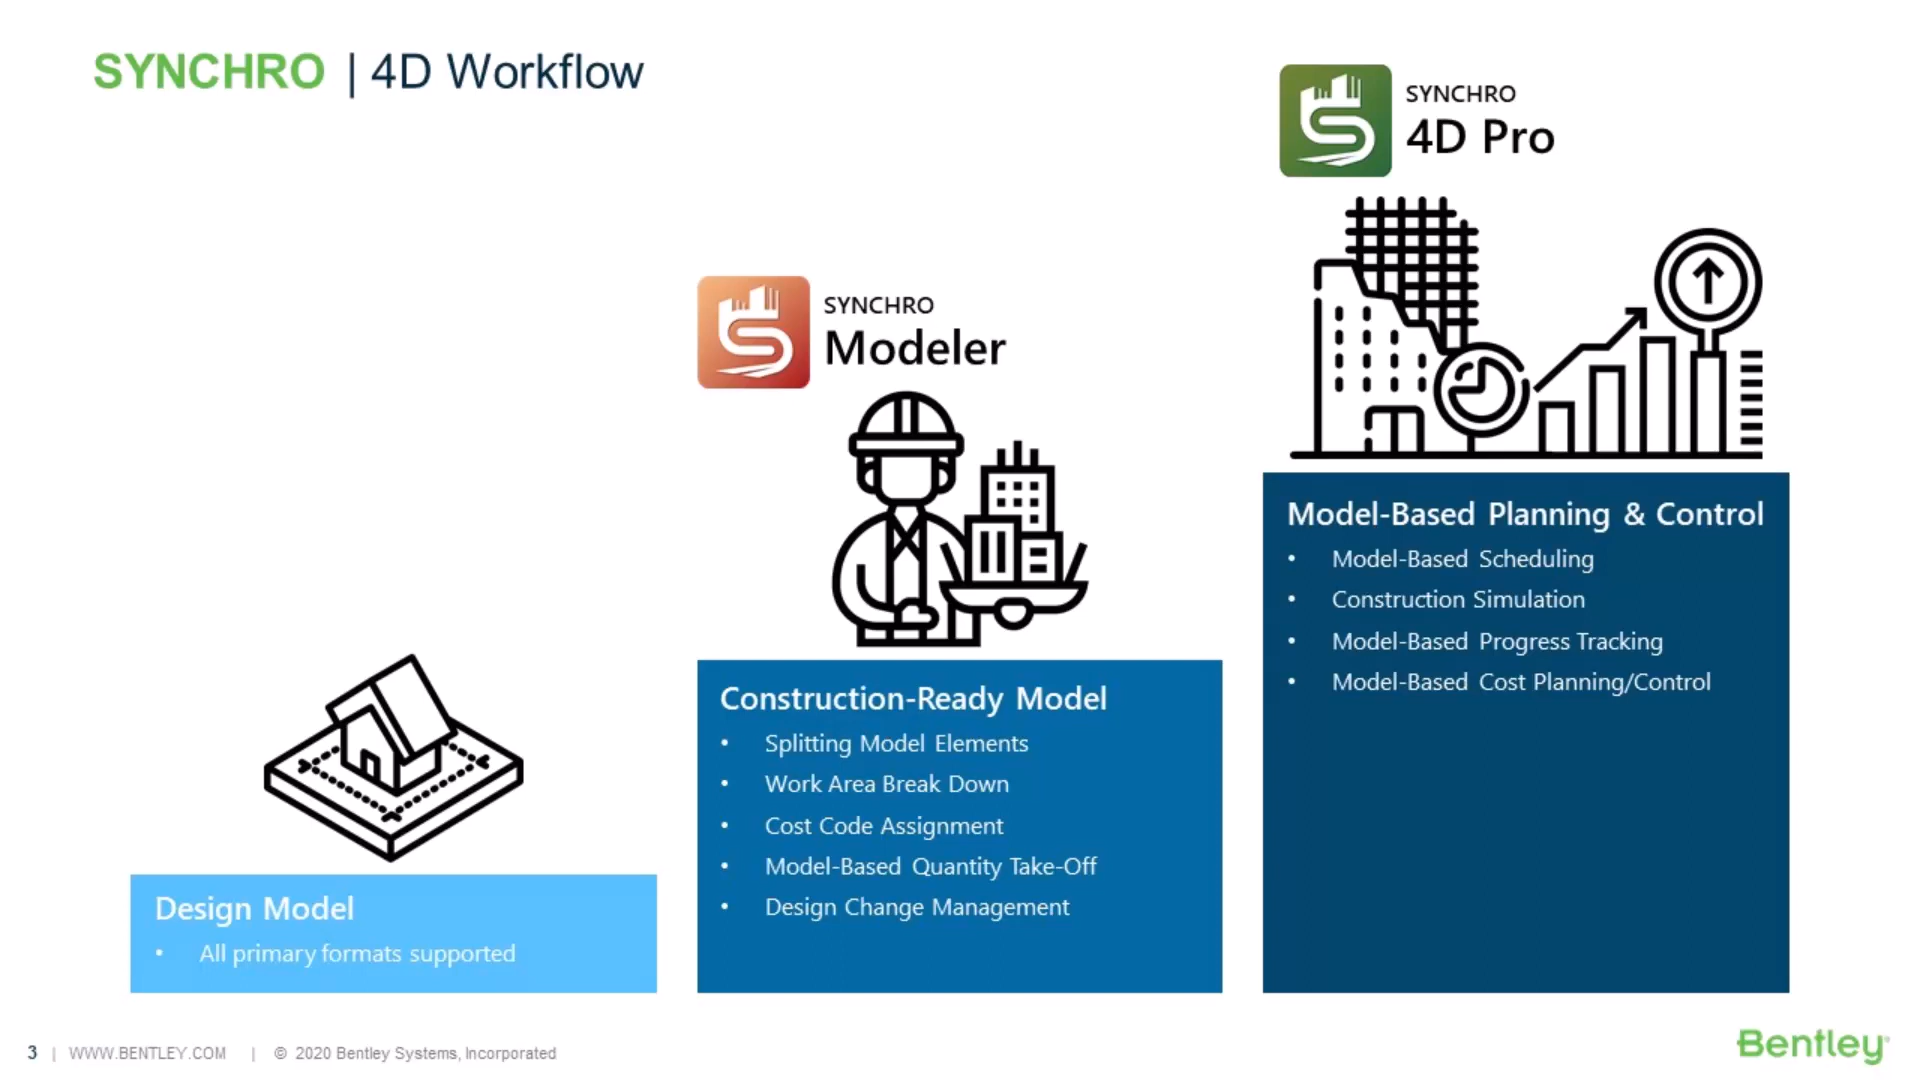 SYNCHRO | 4D Workflow
SYNCHRO
4D Pro
SYNCHRO
Modeler
Design Model
• All primary formats supported
Construction-Ready Model
• Splitting Model Elements
• Work Area Break Down
• Cost Code Assignment
• Model-Based Quantity Take-Off
• Design Change Management
Model-Based Planning & Control
• Model-Based Scheduling
• Construction Simulation
• Model-Based Progress Tracking
• Model-Based Cost Planning/Control
3 | WWW.BENTLEY.COM | © 2020 Bentley Systems, Incorporated
Bentley